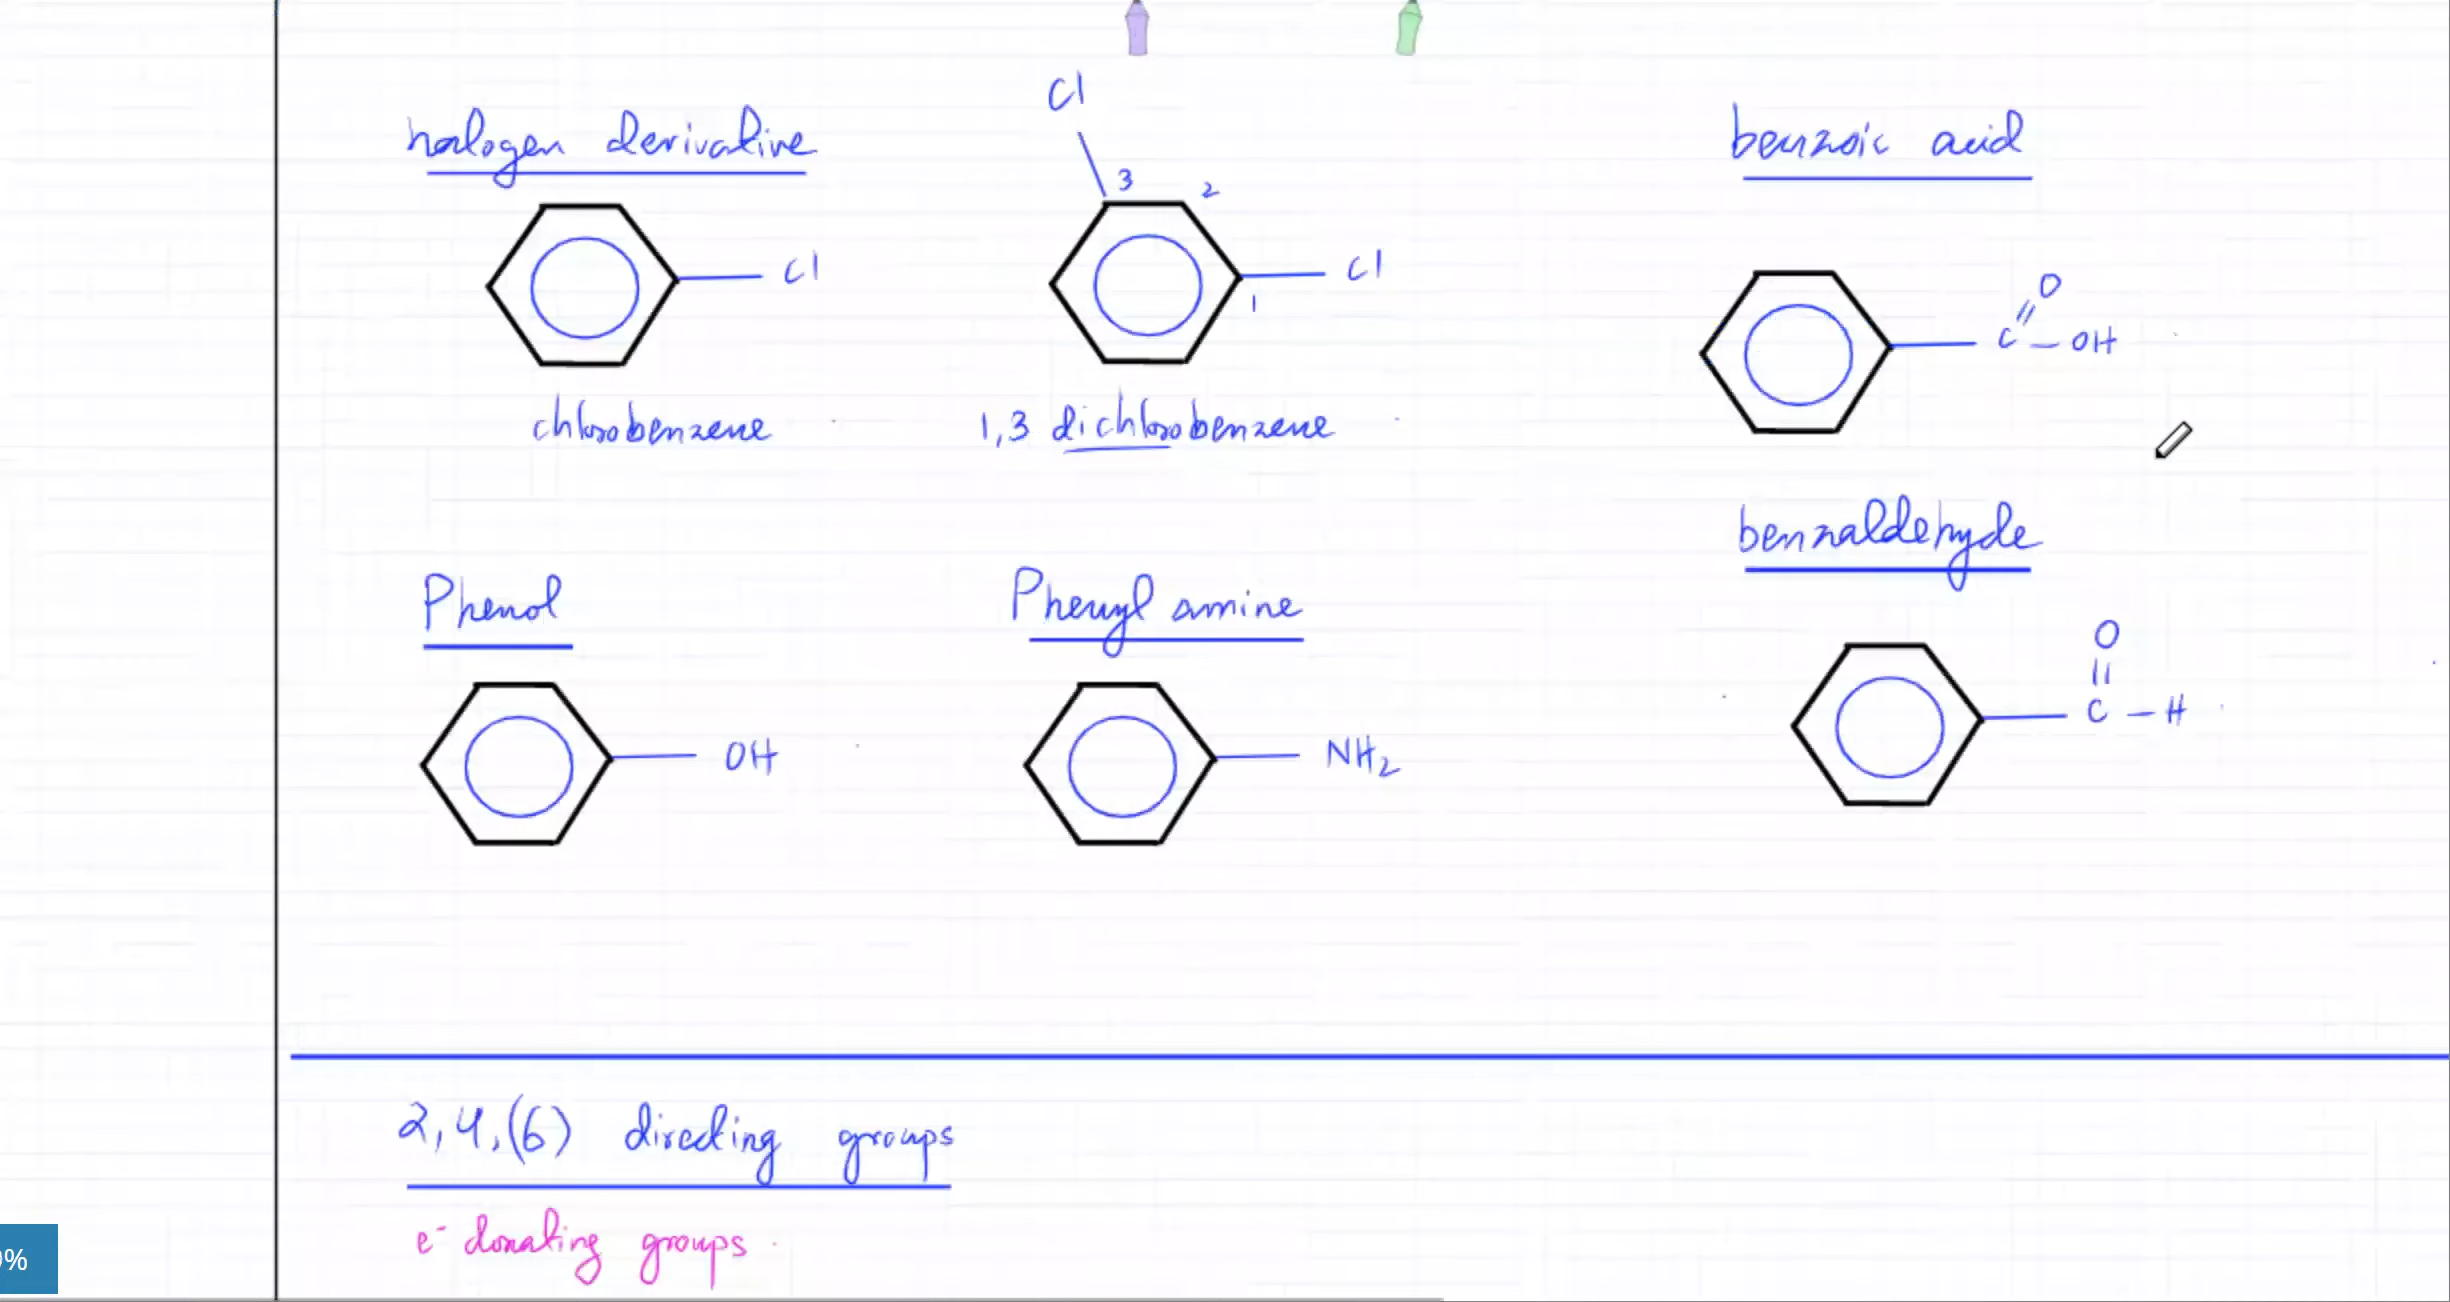 halogen derivative
Cl
3
2
Cl
Cl
1
chlorobenzene
1,3 dichlorobenzene
benzoic acid
O
C - OH
Phenol
OH
Phenyl amine
NH2
benzaldehyde
O
C - H
2,4,(6) directing groups
e- donating groups
%